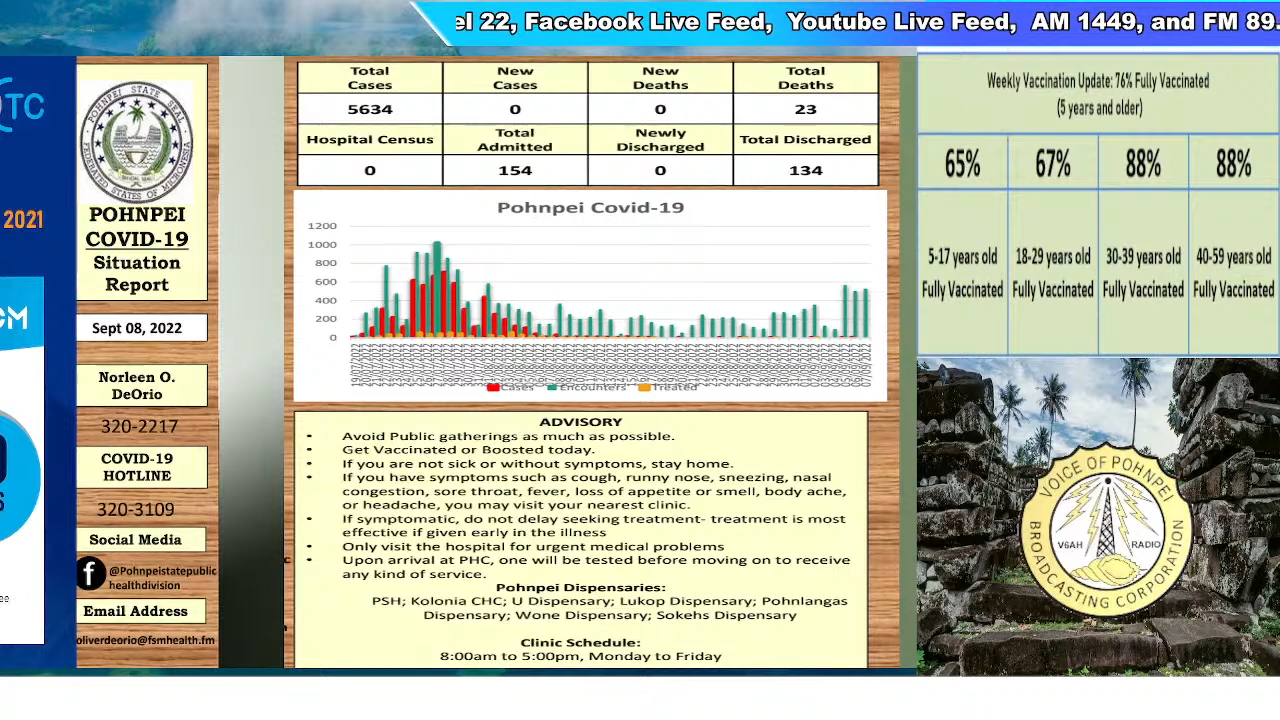 el 22, Facebook Live Feed, Youtube Live Feed, AM 1449, and FM 89.
TC
2021
CM
POHNPEI STATE SEAL
FEDERATED STATES OF MICRONESIA
POHNPEI
COVID-19
Situation
Report
Sept 08, 2022
Norleen O.
DeOrio
320-2217
COVID-19
HOTLINE
320-3109
Social Media
@Pohnpeistatepublic
healthdivision
Email Address
oliverdeorio@fsmhealth.fm
Total Cases New Cases New Deaths Total Deaths
5634 0 0 23
Hospital Census Total Admitted Newly Discharged Total Discharged
0 154 0 134
Pohnpei Covid-19
1200
1000
800
600
400
200
0
Cases Encounters Treated
ADVISORY
• Avoid Public gatherings as much as possible.
• Get Vaccinated or Boosted today.
• If you are not sick or without symptoms, stay home.
• If you have symptoms such as cough, runny nose, sneezing, nasal
congestion, sore throat, fever, loss of appetite or smell, body ache,
or headache, you may visit your nearest clinic.
• If symptomatic, do not delay seeking treatment- treatment is most
effective if given early in the illness
• Only visit the hospital for urgent medical problems
• Upon arrival at PHC, one will be tested before moving on to receive
any kind of service.
Pohnpei Dispensaries:
PSH; Kolonia CHC; U Dispensary; Lukop Dispensary; Pohnlangas
Dispensary; Wone Dispensary; Sokehs Dispensary
Clinic Schedule:
8:00am to 5:00pm, Monday to Friday
Weekly Vaccination Update: 76% Fully Vaccinated
(5 years and older)
65% 67% 88% 88%
5-17 years old 18-29 years old 30-39 years old 40-59 years old
Fully Vaccinated Fully Vaccinated Fully Vaccinated Fully Vaccinated
VOICE OF POHNPEI
V6AH RADIO
BROADCASTING CORPORATION